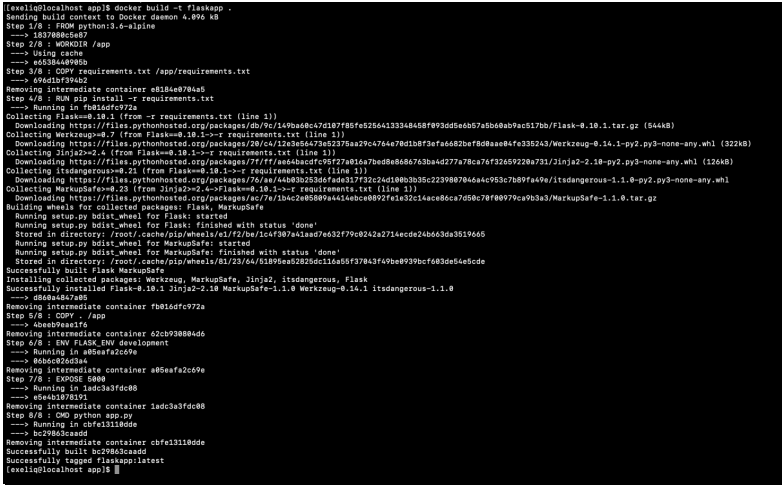 [exeliq@localhost app]$ docker build -t flaskapp .
Sending build context to Docker daemon 4.096 kB
Step 1/8 : FROM python:3.6-alpine
---> 1837080c5e87
Step 2/8 : WORKDIR /app
---> Using cache
---> e6538440905b
Step 3/8 : COPY requirements.txt /app/requirements.txt
---> 696d1bf394b2
Removing intermediate container e8184e0704a5
Step 4/8 : RUN pip install -r requirements.txt
---> Running in fb016dfc972a
Collecting Flask==0.10.1 (from -r requirements.txt (line 1))
Downloading https://files.pythonhosted.org/packages/db/9c/149ba60c47d107f85fe52564133348458f093dd5e6b57a5b60ab9ac517bb/Flask-0.10.1.tar.gz (544kB)
Collecting Werkzeug>=0.7 (from Flask==0.10.1->-r requirements.txt (line 1))
Downloading https://files.pythonhosted.org/packages/20/c4/12e3e56473e52375aa29c4764e70d1b8f3efa6682bef8d0aae04fe335243/Werkzeug-0.14.1-py2.py3-none-any.whl (322kB)
Collecting Jinja2>=2.4 (from Flask==0.10.1->-r requirements.txt (line 1))
Downloading https://files.pythonhosted.org/packages/7f/ff/ae64bacdfc95f27a016a7bed8e8686763ba4d277a78ca76f32659220a731/Jinja2-2.10-py2.py3-none-any.whl (126kB)
Collecting itsdangerous>=0.21 (from Flask==0.10.1->-r requirements.txt (line 1))
Downloading https://files.pythonhosted.org/packages/76/ae/44b03b253d6fade317f32c24d100b3b35c2239807046a4c953c7b89fa49e/itsdangerous-1.1.0-py2.py3-none-any.whl
Collecting MarkupSafe>=0.23 (from Jinja2>=2.4->Flask==0.10.1->-r requirements.txt (line 1))
Downloading https://files.pythonhosted.org/packages/ac/7e/1b4c2e05809a4414ebce0892fe1e32c14ace86ca7d50c70f00979ca9b3a3/MarkupSafe-1.1.0.tar.gz
Building wheels for collected packages: Flask, MarkupSafe
Running setup.py bdist_wheel for Flask: started
Running setup.py bdist_wheel for Flask: finished with status 'done'
Stored in directory: /root/.cache/pip/wheels/e1/f2/be/1c4f307a41aad7e632f79c0242a2714ecde24b663da3519665
Running setup.py bdist_wheel for MarkupSafe: started
Running setup.py bdist_wheel for MarkupSafe: finished with status 'done'
Stored in directory: /root/.cache/pip/wheels/81/23/64/51895ea52825dc116a55f37043f49be0939bcf603de54e5cde
Successfully built Flask MarkupSafe
Installing collected packages: Werkzeug, MarkupSafe, Jinja2, itsdangerous, Flask
Successfully installed Flask-0.10.1 Jinja2-2.10 MarkupSafe-1.1.0 Werkzeug-0.14.1 itsdangerous-1.1.0
---> d860a4847a05
Removing intermediate container fb016dfc972a
Step 5/8 : COPY . /app
---> 4beeb9eae1f6
Removing intermediate container 62cb930804d6
Step 6/8 : ENV FLASK_ENV development
---> Running in a05eafa2c69e
---> 06b6c026d3a4
Removing intermediate container a05eafa2c69e
Step 7/8 : EXPOSE 5000
---> Running in 1adc3a3fdc08
---> e5e4b1078191
Removing intermediate container 1adc3a3fdc08
Step 8/8 : CMD python app.py
---> Running in cbfe13110dde
---> bc29863caadd
Removing intermediate container cbfe13110dde
Successfully built bc29863caadd
Successfully tagged flaskapp:latest
[exeliq@localhost app]$